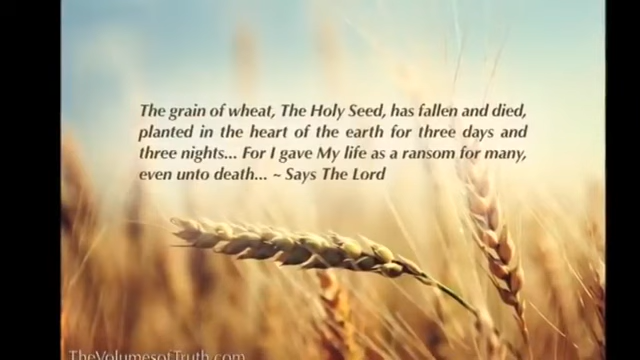 The grain of wheat, The Holy Seed, has fallen and died,
planted in the heart of the earth for three days and
three nights... For I gave My life as a ransom for many,
even unto death... ~ Says The Lord
TheVolumesofTruth.com